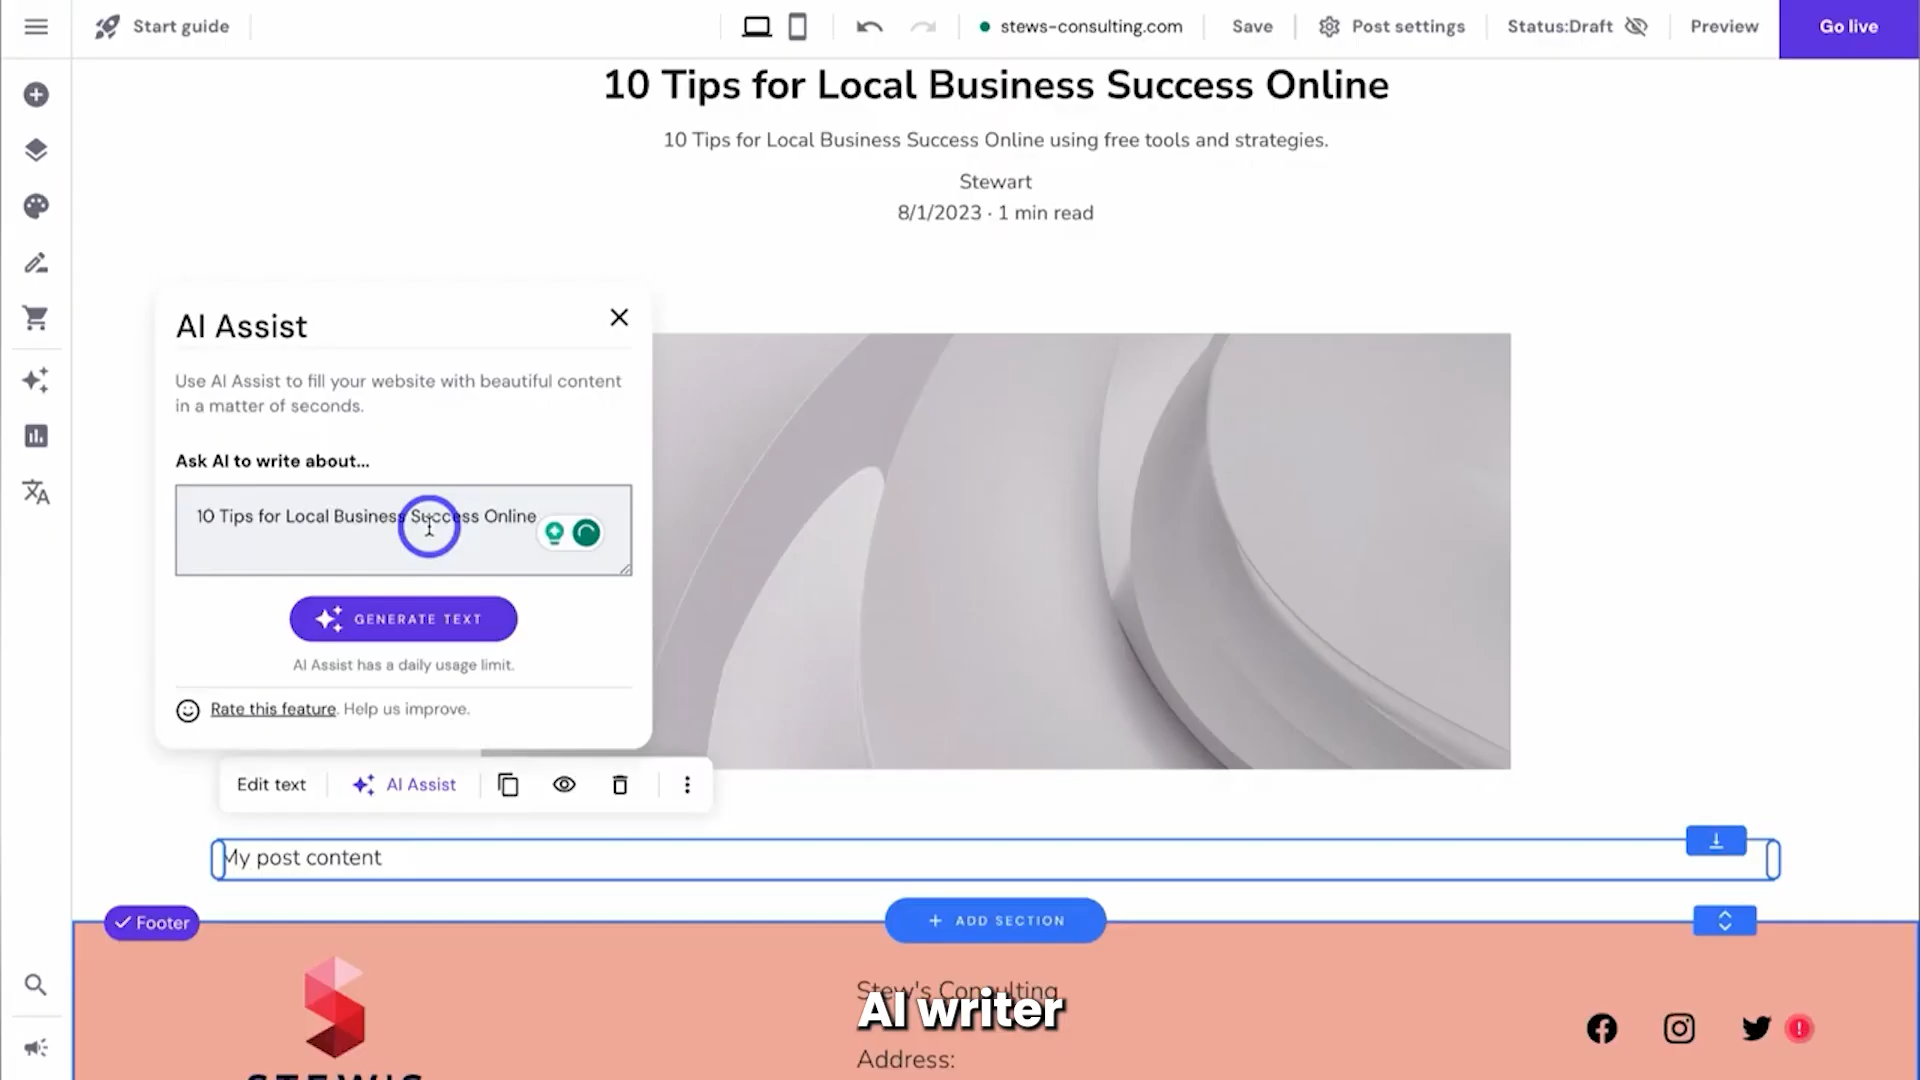 Start guide
stews-consulting.com
Save
Post settings
Status:Draft
Preview
Go live
10 Tips for Local Business Success Online
10 Tips for Local Business Success Online using free tools and strategies.
Stewart
8/1/2023 · 1 min read
AI Assist
Use AI Assist to fill your website with beautiful content
in a matter of seconds.
Ask AI to write about...
10 Tips for Local Business Success Online
GENERATE TEXT
AI Assist has a daily usage limit.
Rate this feature. Help us improve.
Edit text
AI Assist
My post content
Footer
+ ADD SECTION
Stew's Consulting
AI writer
Address:
STEW'S